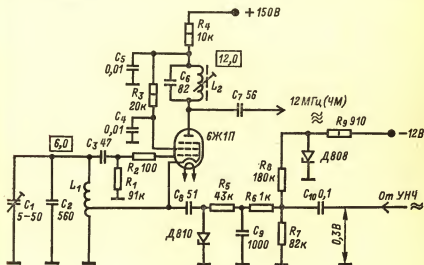 +150В
R4
10к
C5
0,01
12,0
R3
20к
C6
82
L2
C7 56
12 МГц (ЧМ)
C4
0,01
6Ж1П
R9 910
-12В
Д808
6,0
C3 47
R2 100
R1
91к
R8
180к
C1
5-50
C2
560
L1
C8 51
R5
43к
R6 1к
C10 0,1
От УНЧ
Д810
C9
1000
R7
82к
0,3В